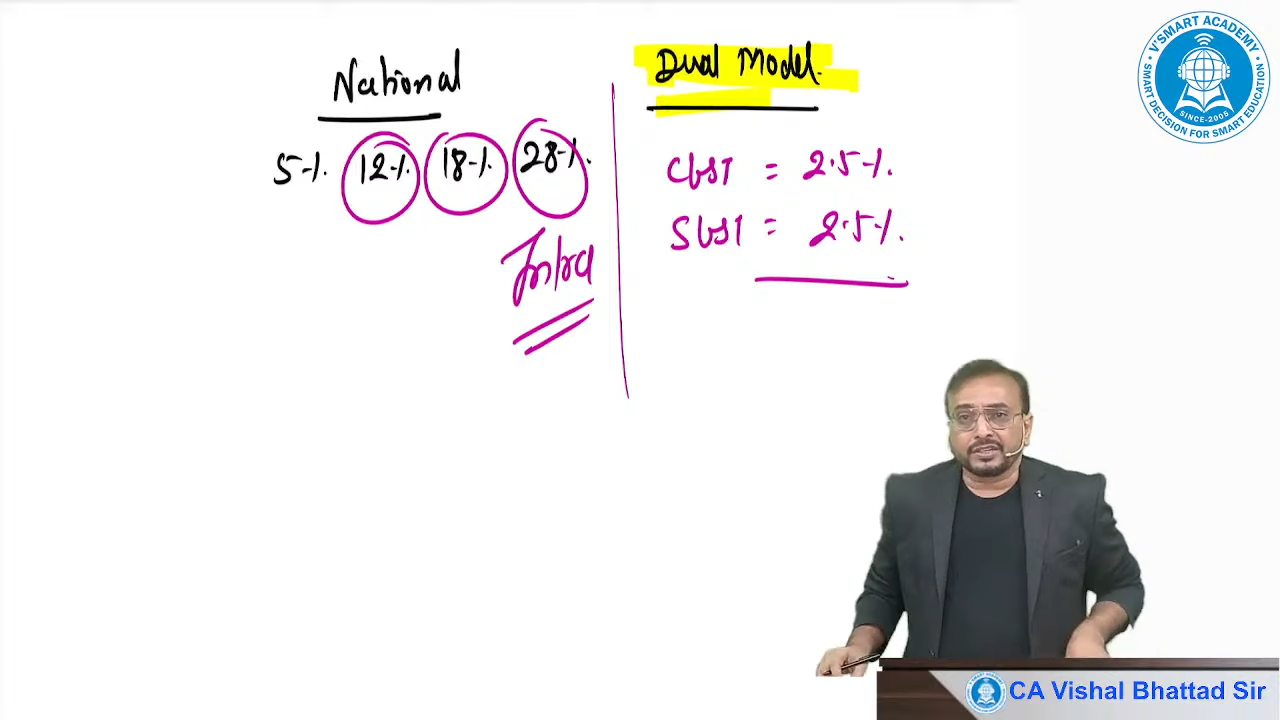 National
5%. 12%. 18%. 28%.
Intra
Dual Model.
CGST = 2.5%.
SGST = 2.5%.
V'SMART ACADEMY
SINCE-2005
SMART DECISION FOR SMART EDUCATION
CA Vishal Bhattad Sir